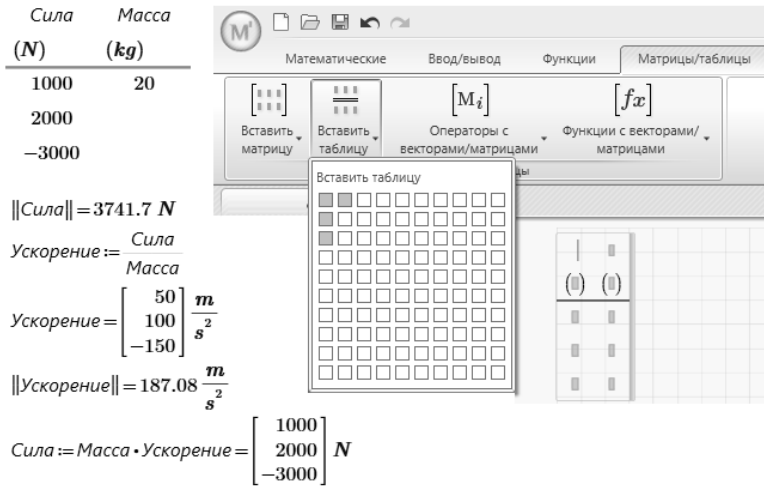 Сила Масса
(N) (kg)
1000 20
2000
−3000
‖Сила‖ = 3741.7 N
Ускорение := Сила / Масса
Ускорение = [50 100 −150] m/s²
‖Ускорение‖ = 187.08 m/s²
Сила := Масса · Ускорение = [1000 2000 −3000] N
Математические Ввод/вывод Функции Матрицы/таблицы
[M_i] [fx]
Вставить Вставить Операторы с Функции с векторами/
матрицу таблицу векторами/матрицами матрицами
Вставить таблицу цы
( ) ( )